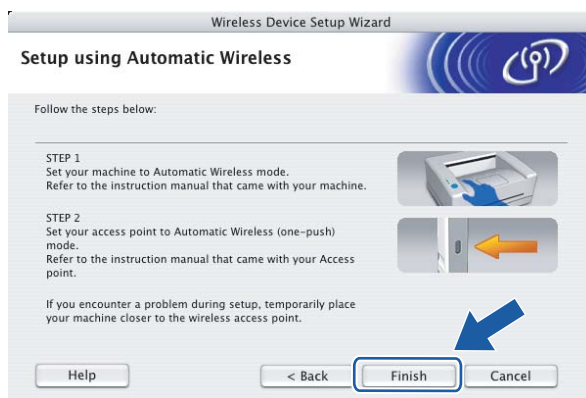 Wireless Device Setup Wizard
Setup using Automatic Wireless
Follow the steps below:
STEP 1
Set your machine to Automatic Wireless mode.
Refer to the instruction manual that came with your machine.
STEP 2
Set your access point to Automatic Wireless (one-push)
mode.
Refer to the instruction manual that came with your Access
point.
If you encounter a problem during setup, temporarily place
your machine closer to the wireless access point.
Help
< Back
Finish
Cancel